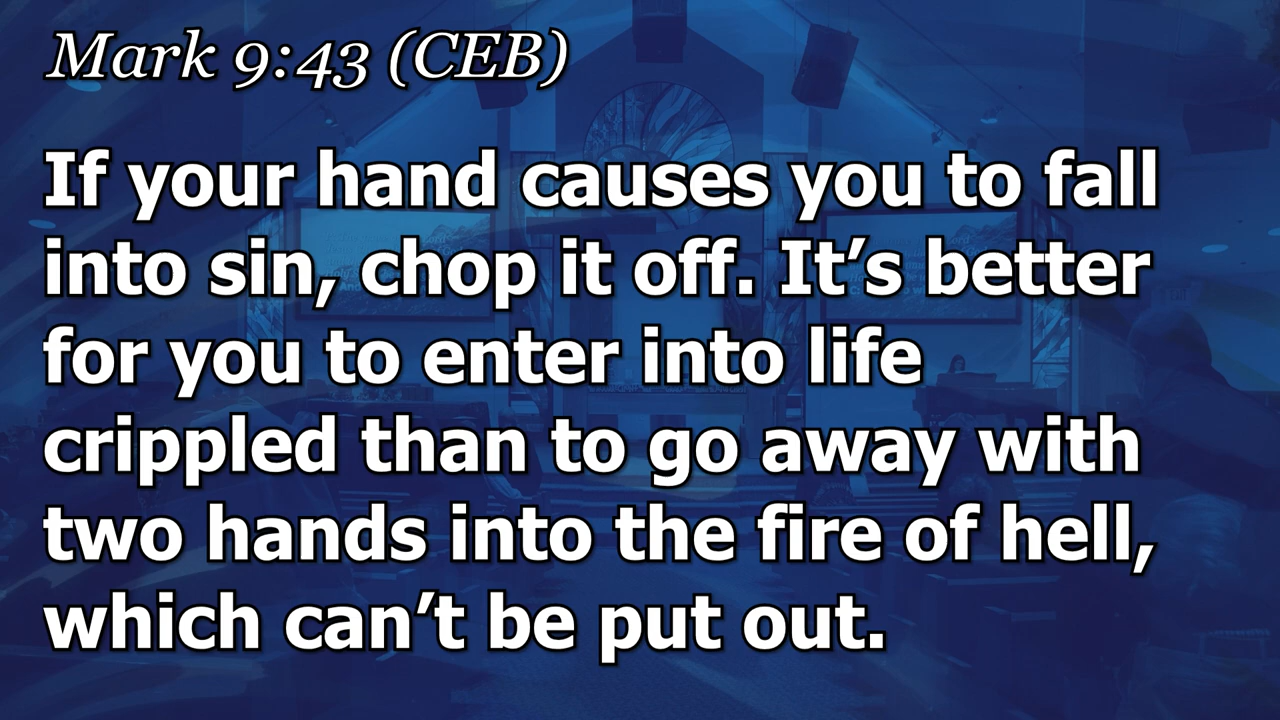 Mark 9:43 (CEB)
If your hand causes you to fall
into sin, chop it off. It’s better
for you to enter into life
crippled than to go away with
two hands into the fire of hell,
which can’t be put out.